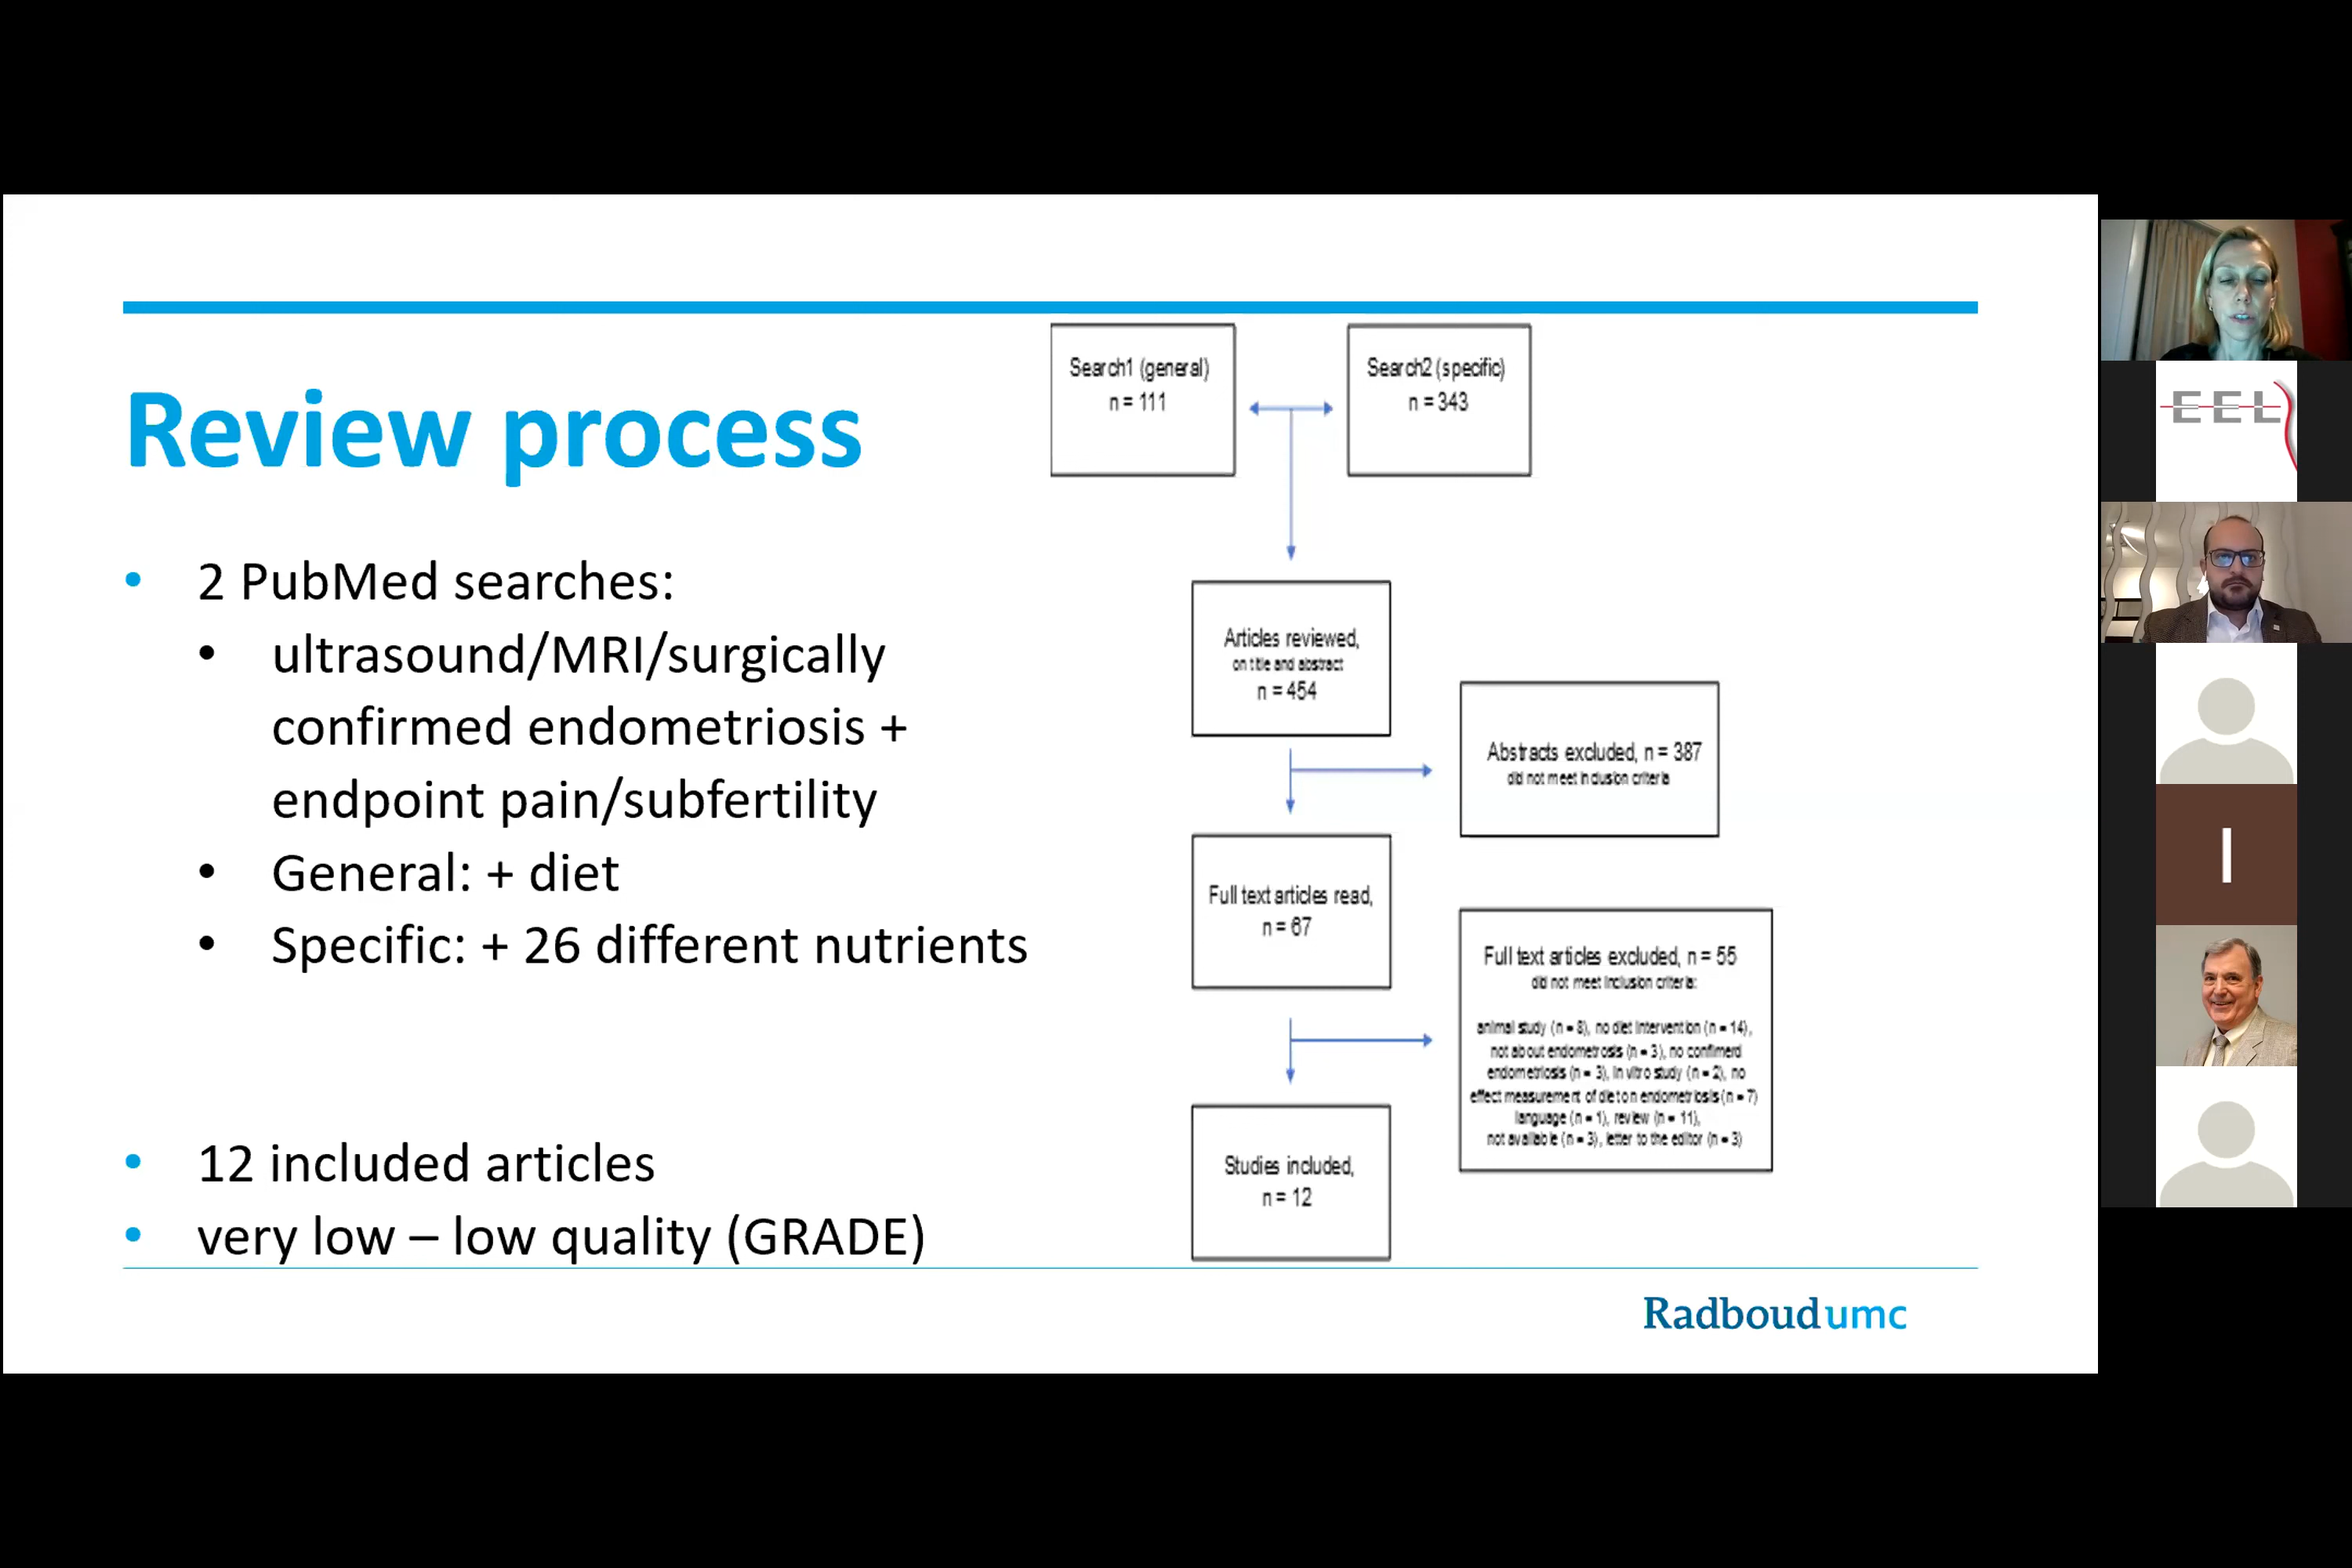 Review process
2 PubMed searches:
ultrasound/MRI/surgically
confirmed endometriosis +
endpoint pain/subfertility
General: + diet
Specific: + 26 different nutrients
12 included articles
very low – low quality (GRADE)
Search1 (general)
n = 111
Search2 (specific)
n = 343
Articles reviewed,
on title and abstract
n = 454
Abstracts excluded, n = 387
did not meet inclusion criteria
Full text articles read,
n = 67
Full text articles excluded, n = 55
did not meet inclusion criteria:
animal study (n = 8), no diet intervention (n = 14),
not about endometrosis (n = 3), no confimerd
endometriosis (n = 3), in vitro study (n = 2), no
effect measurement of diet on endometriosis (n = 7)
language (n = 1), review (n = 11),
not available (n = 3), letter to the editor (n = 3)
Studies included,
n = 12
Radboudumc
EEL
I